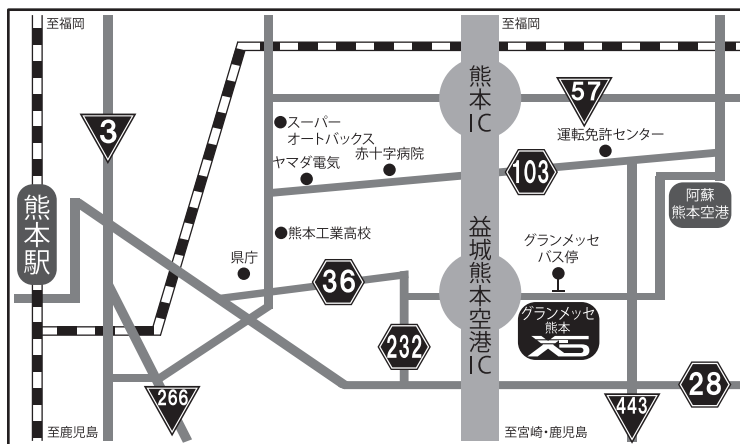 至福岡
至福岡
3
57
熊本IC
スーパー
オートバックス
ヤマダ電気
赤十字病院
運転免許センター
103
熊本駅
阿蘇
熊本空港
熊本工業高校
県庁
36
益城熊本空港IC
グランメッセ
バス停
グランメッセ
熊本
X5
232
266
28
443
至鹿児島
至宮崎・鹿児島